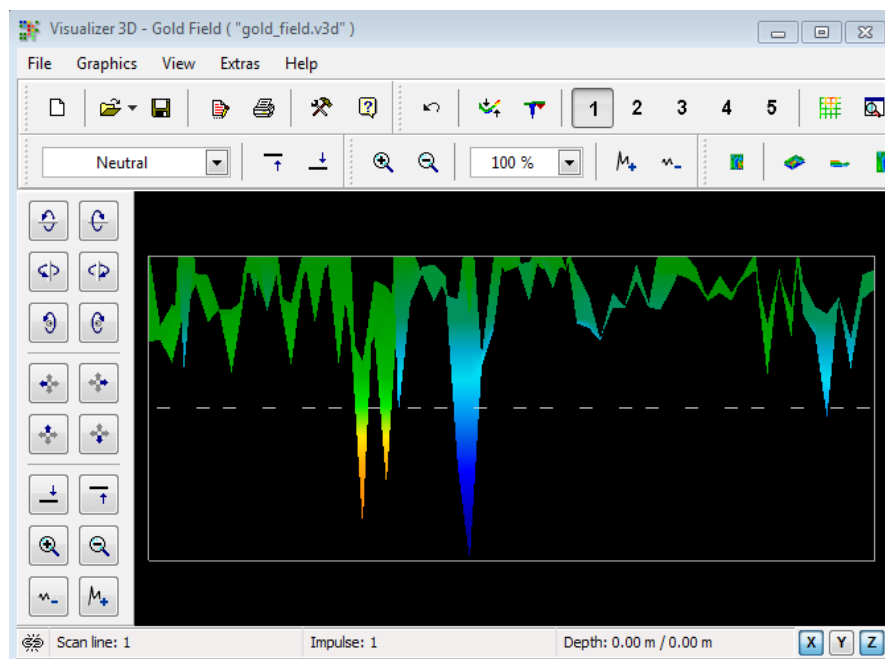 Visualizer 3D - Gold Field ( "gold_field.v3d" )
File Graphics View Extras Help
1 2 3 4 5
Neutral 100 %
Scan line: 1 Impulse: 1 Depth: 0.00 m / 0.00 m X Y Z